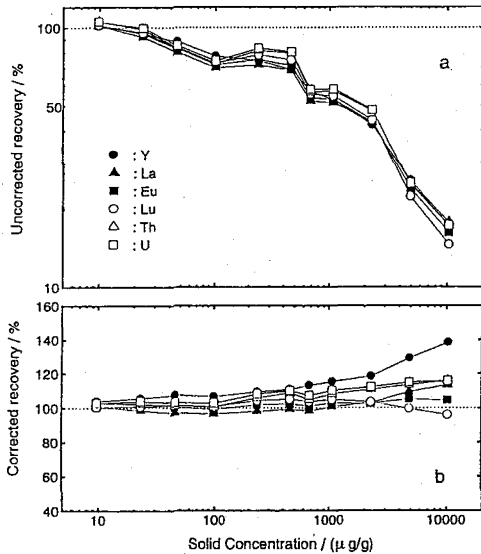 100
50
10
Uncorrected recovery / %
a
● : Y
▲ : La
■ : Eu
○ : Lu
△ : Th
□ : U
160
140
120
100
80
60
40
Corrected recovery / %
b
10 100 1000 10000
Solid Concentration / (μ g/g)